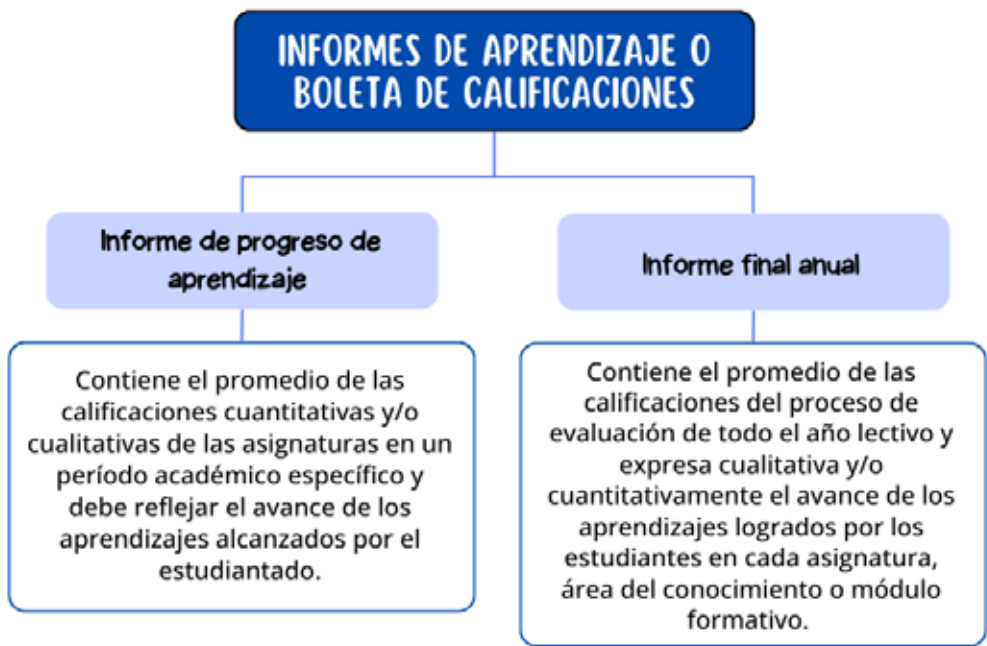 INFORMES DE APRENDIZAJE O
BOLETA DE CALIFICACIONES
Informe de progreso de
aprendizaje
Contiene el promedio de las
calificaciones cuantitativas y/o
cualitativas de las asignaturas en un
período académico específico y
debe reflejar el avance de los
aprendizajes alcanzados por el
estudiantado.
Informe final anual
Contiene el promedio de las
calificaciones del proceso de
evaluación de todo el año lectivo y
expresa cualitativa y/o
cuantitativamente el avance de los
aprendizajes logrados por los
estudiantes en cada asignatura,
área del conocimiento o módulo
formativo.